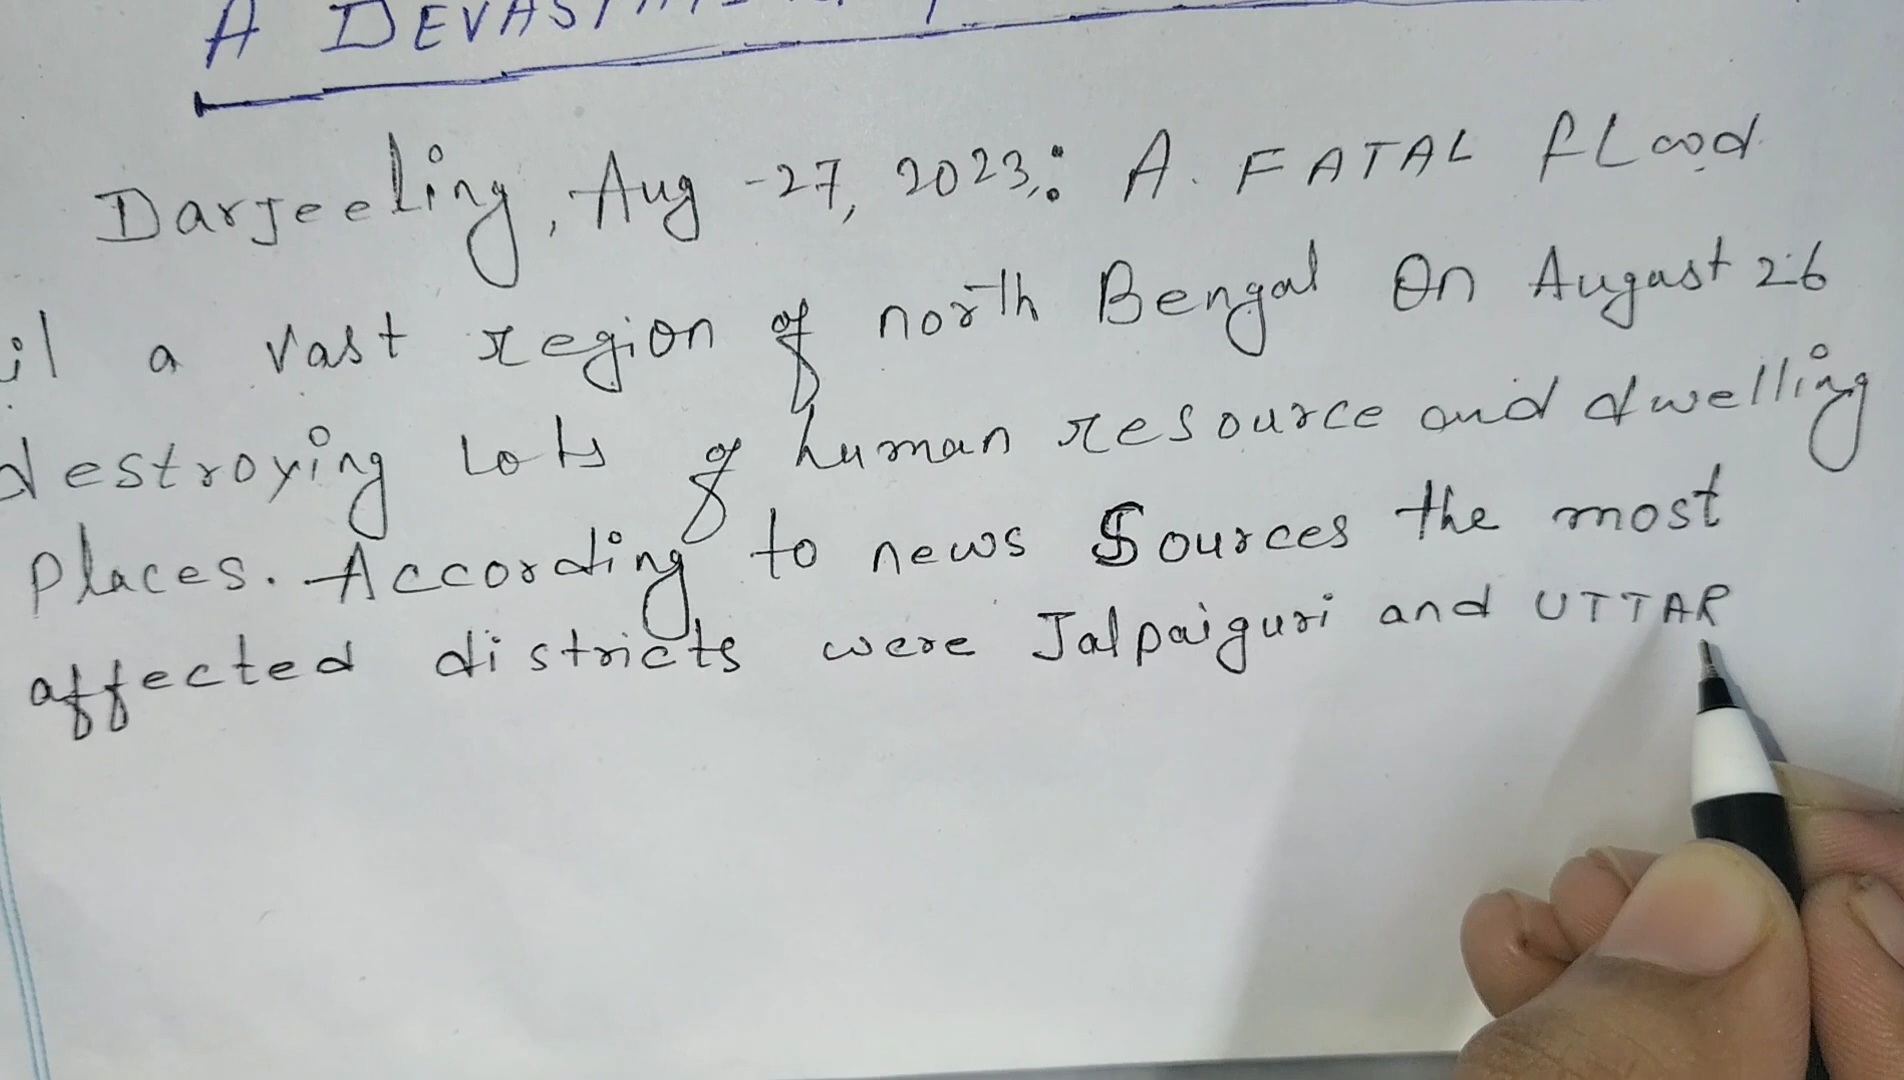 A
Darjeeling, Aug -27, 2023,: A. FATAL flood
a vast region of north Bengal On August 26
destroying Lots of human resource and dwelling
Places. According to news Sources the most
affected districts were Jalpaiguri and UTTAR